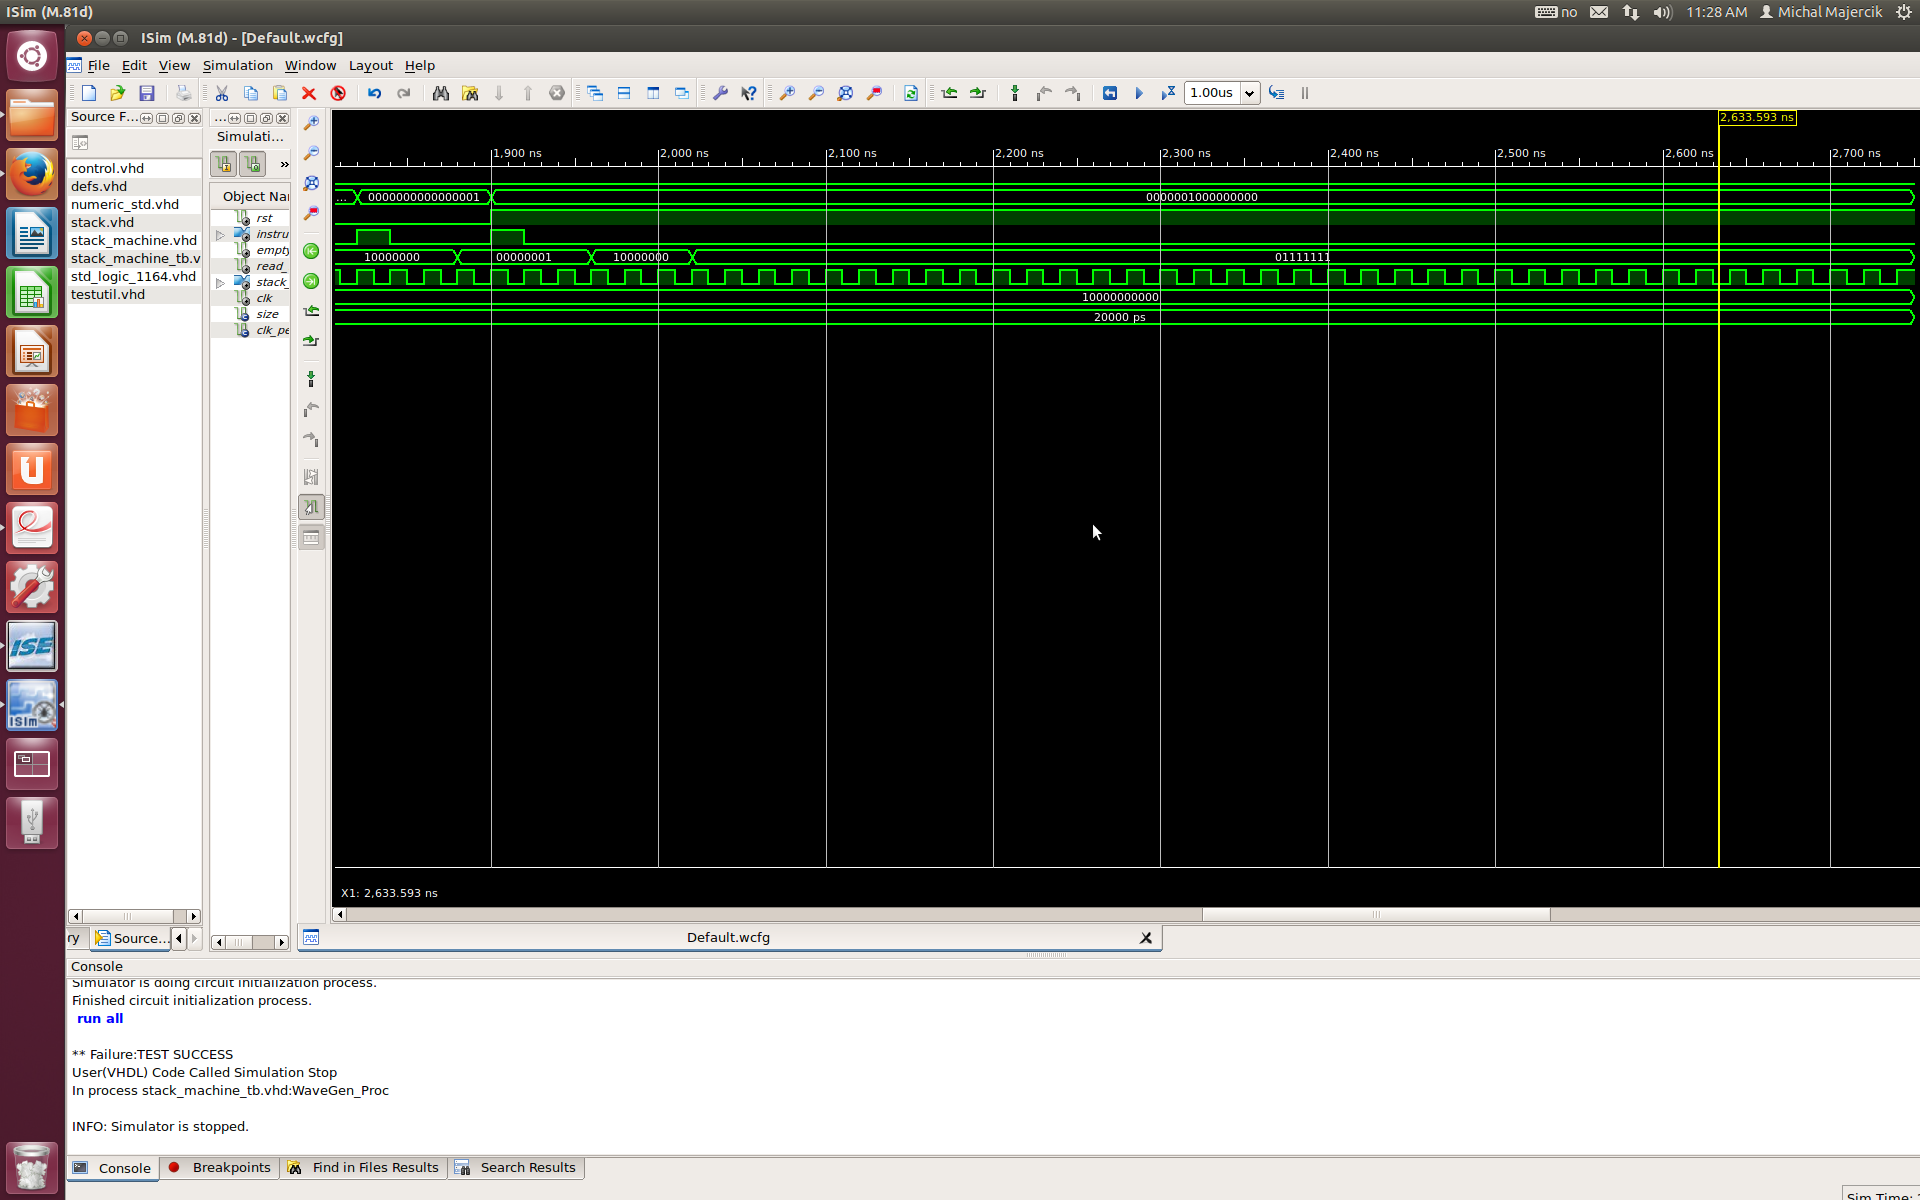 ISim (M.81d)
no
11:28 AM
Michal Majercik
ISim (M.81d) - [Default.wcfg]
File Edit View Simulation Window Layout Help
1.00us
Source F...
...
Simulati...
»
Object Na
control.vhd
defs.vhd
numeric_std.vhd
stack.vhd
stack_machine.vhd
stack_machine_tb.v
std_logic_1164.vhd
testutil.vhd
rst
instru
empty
read_
stack_
clk
size
clk_pe
2,633.593 ns
1,900 ns 2,000 ns 2,100 ns 2,200 ns 2,300 ns 2,400 ns 2,500 ns 2,600 ns 2,700 ns
... 0000000000000001 0000001000000000
10000000 00000001 10000000 01111111
10000000000
20000 ps
X1: 2,633.593 ns
ry Source...
Default.wcfg
Console
Simulator is doing circuit initialization process.
Finished circuit initialization process.
run all
** Failure:TEST SUCCESS
User(VHDL) Code Called Simulation Stop
In process stack_machine_tb.vhd:WaveGen_Proc
INFO: Simulator is stopped.
Console Breakpoints Find in Files Results Search Results
Sim Time:
ISE
ISim